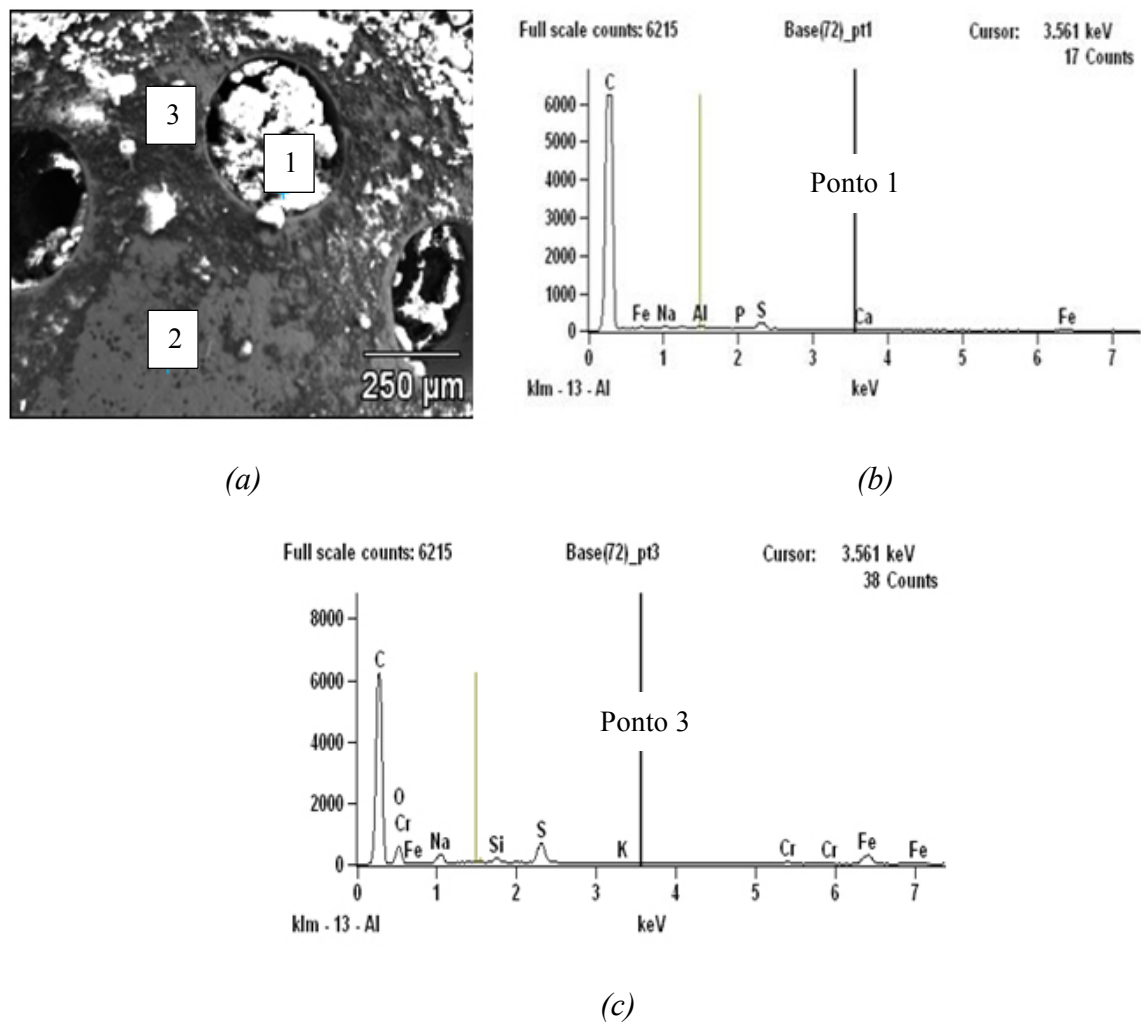 3
1
2
250 µm
(a)
Full scale counts: 6215 Base(72)_pt1 Cursor: 3.561 keV
17 Counts
C
6000
5000
4000
3000
2000
1000
0
Ponto 1
Fe Na Al P S Ca Fe
0 1 2 3 4 5 6 7
klm - 13 - Al keV
(b)
Full scale counts: 6215 Base(72)_pt3 Cursor: 3.561 keV
38 Counts
8000
C
6000
Ponto 3
4000
2000
O
Cr
Fe Na Si S K Cr Cr Fe Fe
0
0 1 2 3 4 5 6 7
klm - 13 - Al keV
(c)